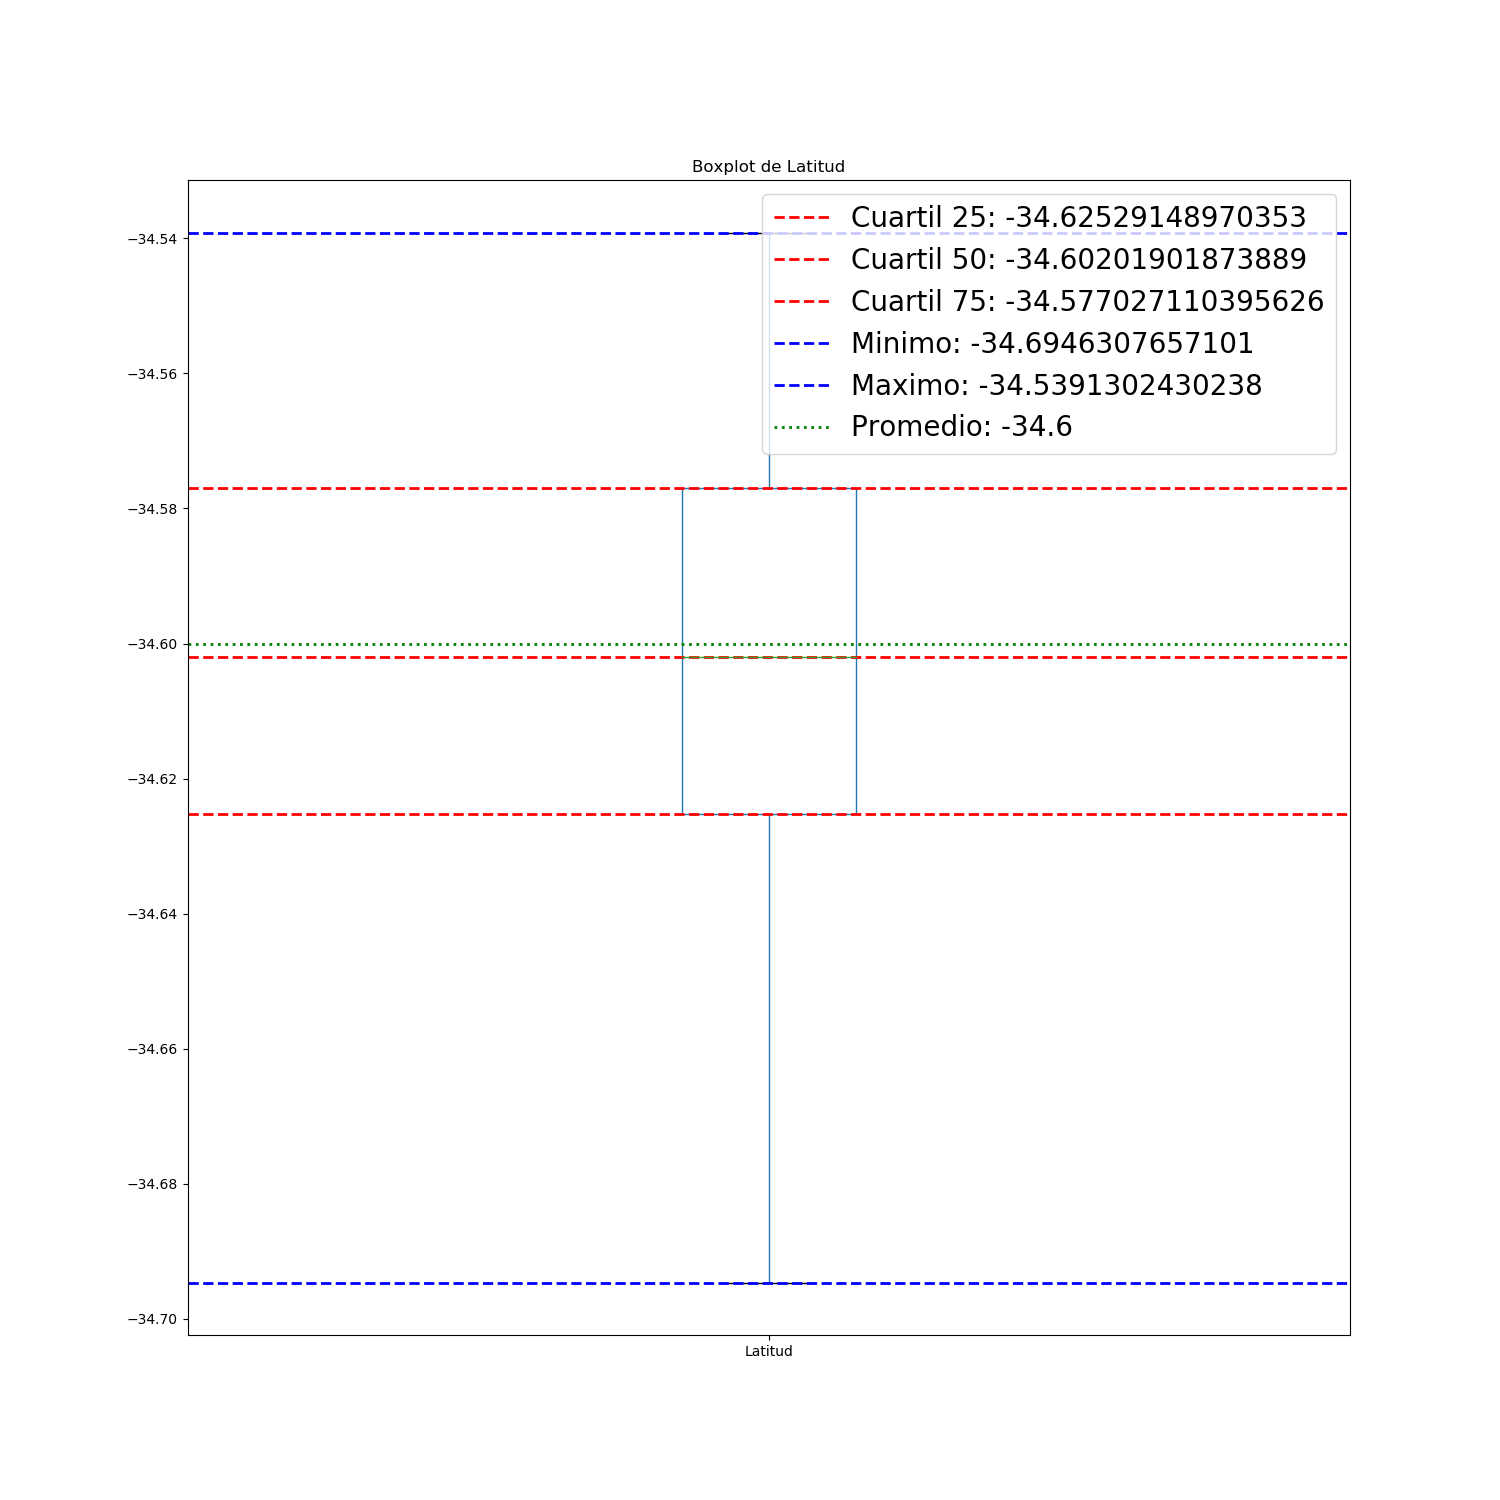 Boxplot de Latitud
Cuartil 25: -34.62529148970353
Cuartil 50: -34.60201901873889
Cuartil 75: -34.577027110395626
Minimo: -34.6946307657101
Maximo: -34.5391302430238
Promedio: -34.6
−34.54
−34.56
−34.58
−34.60
−34.62
−34.64
−34.66
−34.68
−34.70
Latitud